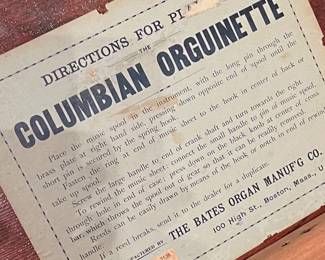 DIRECTIONS FOR
THE
COLUMBIAN ORGUINETTE
Place the music spool in the instrument, with the long pin through the
brass plate at right hand side, pressing down opposite end of spool until the
short pin is secured by the spring hook.
Fasten the ring at end of music sheet to the hook in center of back or
take up spool.
Screw the large handle to end of crank shaft and turn towards the right.
To rewind the music sheet: connect the small handle to pin of music spool,
through hole in end of case; press down on the black knob at corner of cross
bar, which throws the spool out of gear so that the hook of notch in end of rewind
Reeds can be easily drawn by means of the
handle.
If a reed breaks, send it to the dealer for a duplicate.
THE BATES ORGAN MANUF'G CO.
100 High St., Boston, Mass., U